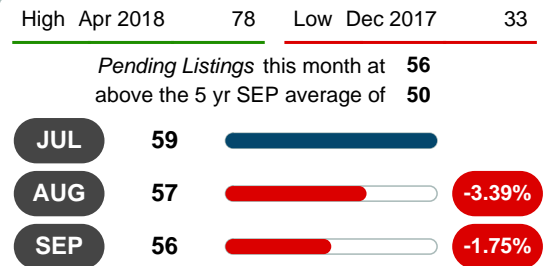 High Apr 2018 78 Low Dec 2017 33
Pending Listings this month at 56
above the 5 yr SEP average of 50
JUL 59
AUG 57 -3.39%
SEP 56 -1.75%